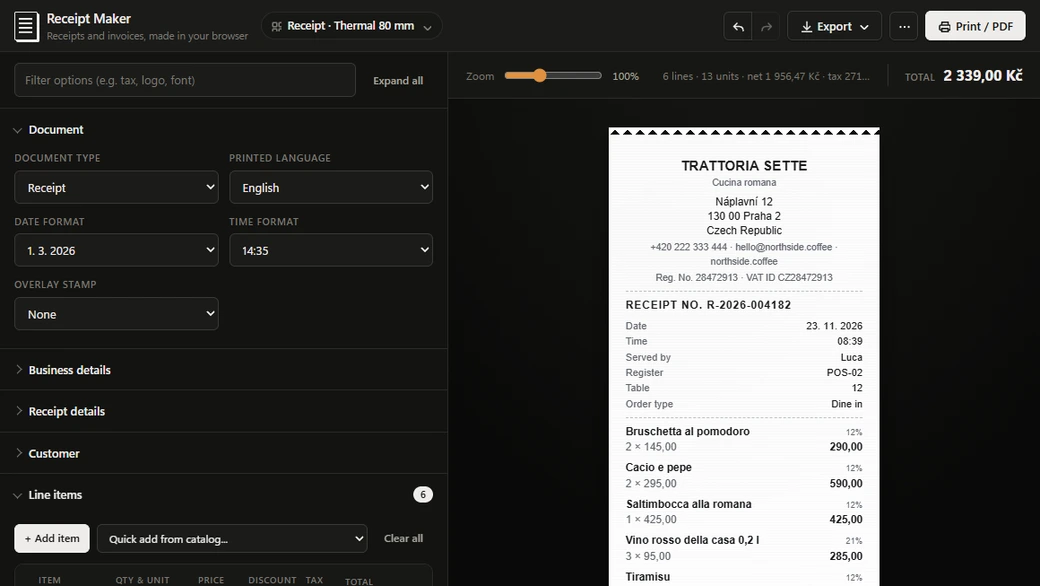 Receipt Maker
Receipts and invoices, made in your browser
Receipt · Thermal 80 mm
Export
Print / PDF
Filter options (e.g. tax, logo, font)
Expand all
Zoom
100%
6 lines · 13 units · net 1 956,47 Kč · tax 271...
TOTAL 2 339,00 Kč
Document
DOCUMENT TYPE
PRINTED LANGUAGE
Receipt
English
DATE FORMAT
TIME FORMAT
1. 3. 2026
14:35
OVERLAY STAMP
None
Business details
Receipt details
Customer
Line items
6
+ Add item
Quick add from catalog...
Clear all
ITEM
QTY & UNIT
PRICE
DISCOUNT
TAX
TOTAL
TRATTORIA SETTE
Cucina romana
Náplavní 12
130 00 Praha 2
Czech Republic
+420 222 333 444 · hello@northside.coffee ·
northside.coffee
Reg. No. 28472913 · VAT ID CZ28472913
RECEIPT NO. R-2026-004182
Date 23. 11. 2026
Time 08:39
Served by Luca
Register POS-02
Table 12
Order type Dine in
Bruschetta al pomodoro 12%
2 × 145,00 290,00
Cacio e pepe 12%
2 × 295,00 590,00
Saltimbocca alla romana 12%
1 × 425,00 425,00
Vino rosso della casa 0,2 l 21%
3 × 95,00 285,00
Tiramisu 12%